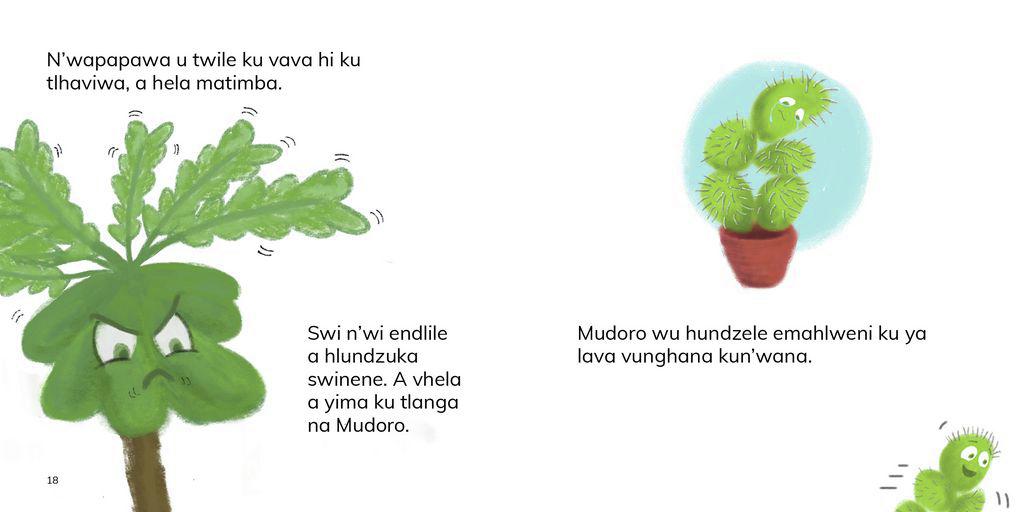 N’wapapawa u twile ku vava hi ku
tlhaviwa, a hela matimba.
Swi n’wi endlile
a hlundzuka
swinene. A vhela
a yima ku tlanga
na Mudoro.
18
Mudoro wu hundzele emahlweni ku ya
lava vunghana kun’wana.